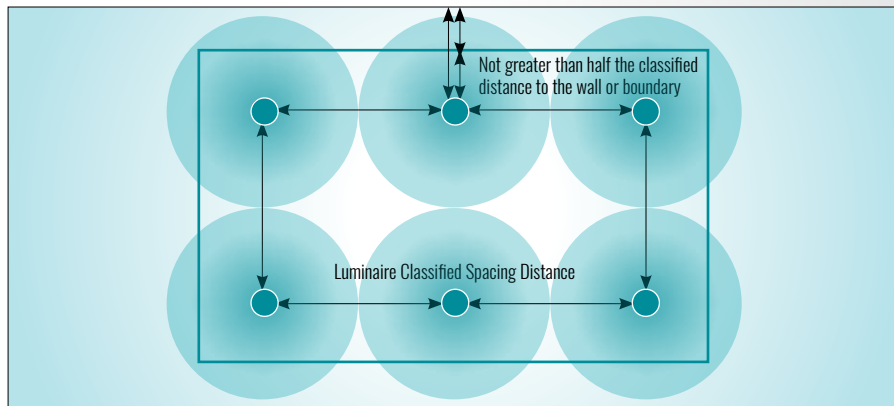 Not greater than half the classified
distance to the wall or boundary
Luminaire Classified Spacing Distance